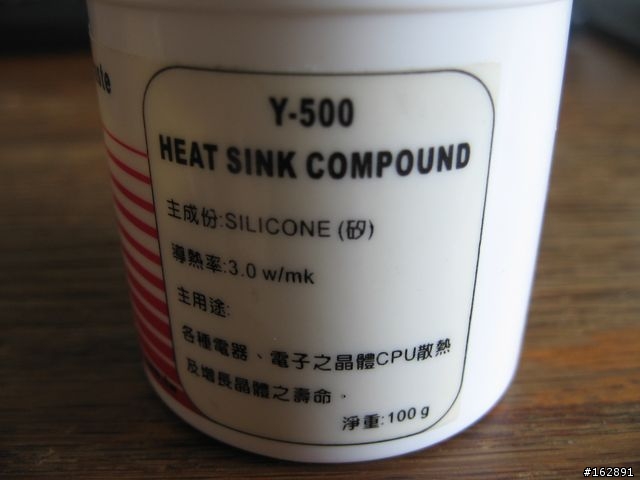 Y-500
HEAT SINK COMPOUND
主成份:SILICONE (矽)
導熱率:3.0 w/mk
主用途:
各種電器、電子之晶體CPU散熱
及增長晶體之壽命。
淨重:100 g
#162891